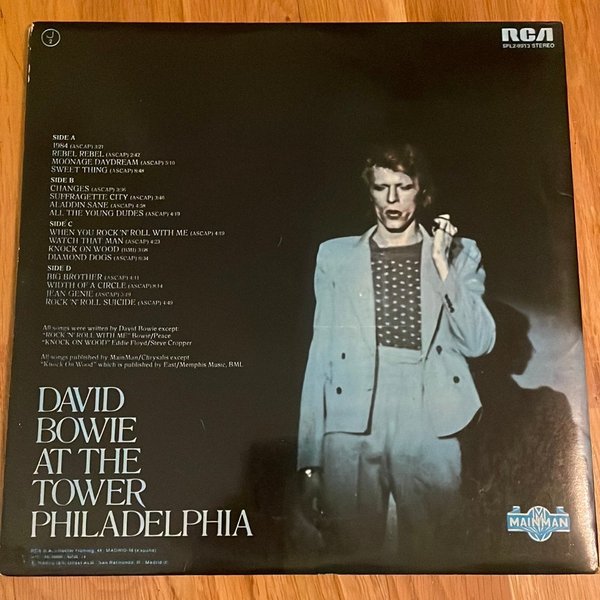 J
1
RCA
SPL2-9913 STEREO
SIDE A
1984 (ASCAP) 3:21
REBEL REBEL (ASCAP) 2:42
MOONAGE DAYDREAM (ASCAP) 5:10
SWEET THING (ASCAP) 8:48
SIDE B
CHANGES (ASCAP) 3:36
SUFFRAGETTE CITY (ASCAP) 3:46
ALADDIN SANE (ASCAP) 4:58
ALL THE YOUNG DUDES (ASCAP) 4:19
SIDE C
WHEN YOU ROCK 'N' ROLL WITH ME (ASCAP) 4:19
WATCH THAT MAN (ASCAP) 4:23
KNOCK ON WOOD (BMI) 3:08
DIAMOND DOGS (ASCAP) 6:34
SIDE D
BIG BROTHER (ASCAP) 4:11
WIDTH OF A CIRCLE (ASCAP) 8:14
JEAN GENIE (ASCAP) 5:19
ROCK 'N' ROLL SUICIDE (ASCAP) 4:49
All songs were written by David Bowie except:
"ROCK 'N' ROLL WITH ME" Bowie/Peace
"KNOCK ON WOOD" Eddie Floyd/Steve Cropper
All songs published by MainMan/Chrysalis except
"Knock On Wood" which is published by East/Memphis Music, BMI.
DAVID
BOWIE
AT THE
TOWER
PHILADELPHIA
MAINMAN